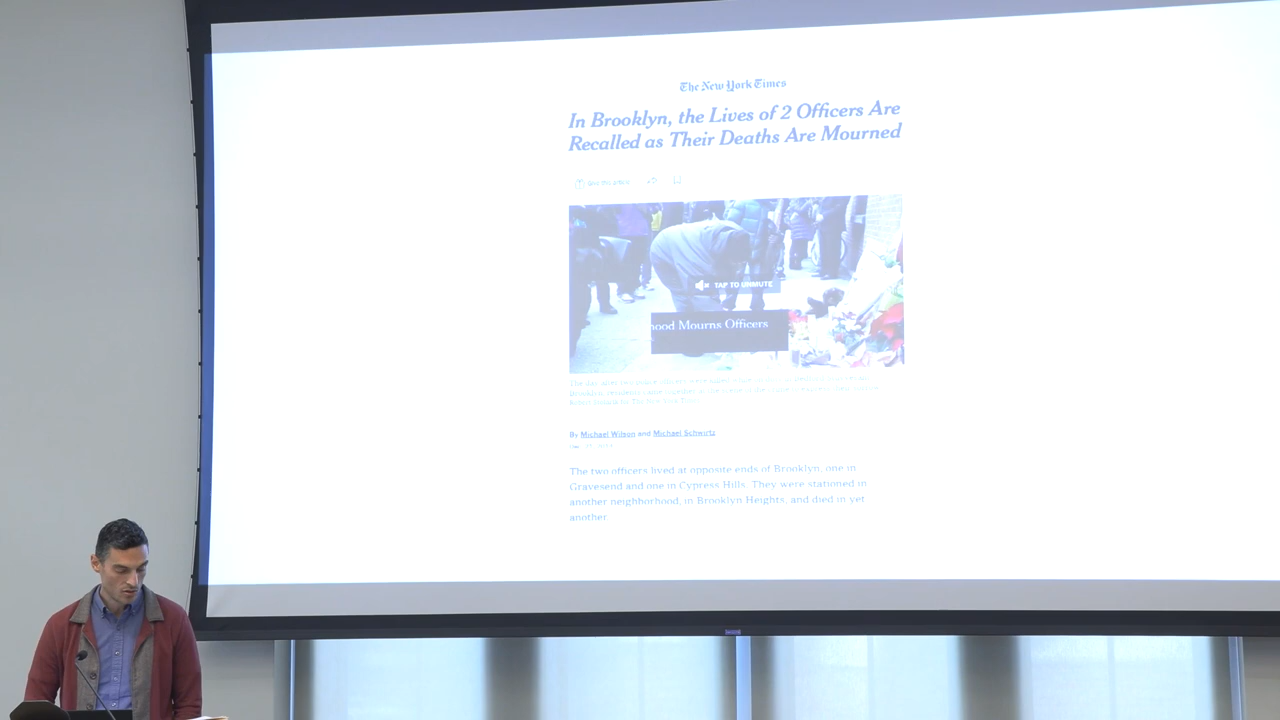 The New York Times
In Brooklyn, the Lives of 2 Officers Are
Recalled as Their Deaths Are Mourned
TAP TO UNMUTE
hood Mourns Officers
By Michael Wilson and Michael Schwirtz
The two officers lived at opposite ends of Brooklyn, one in
Gravesend and one in Cypress Hills. They were stationed in
another neighborhood, in Brooklyn Heights, and died in yet
another.